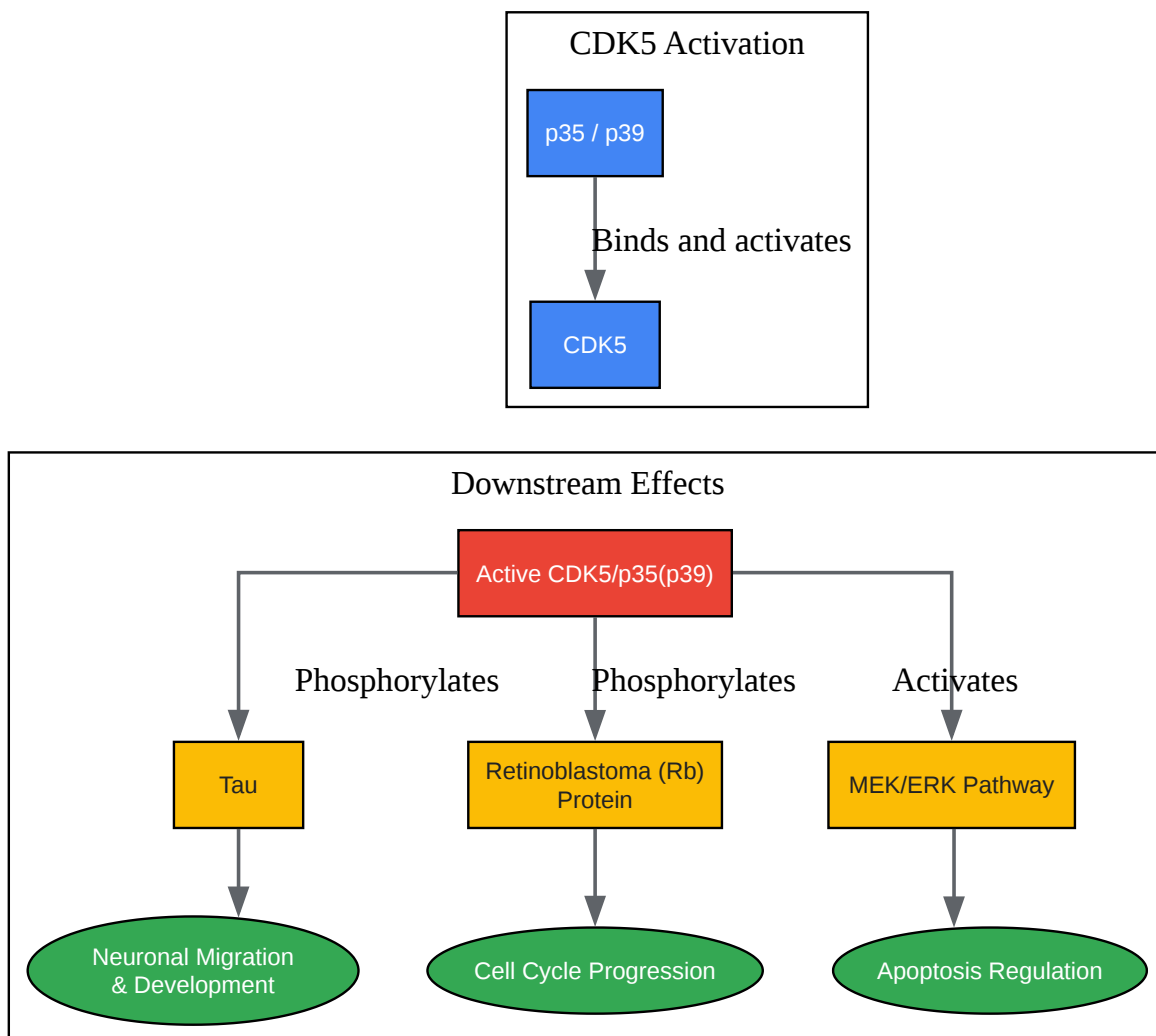 CDK5 Activation
p35 / p39
Binds and activates
CDK5
Downstream Effects
Active CDK5/p35(p39)
Phosphorylates
Phosphorylates
Activates
Tau
Retinoblastoma (Rb)
Protein
MEK/ERK Pathway
Neuronal Migration
& Development
Cell Cycle Progression
Apoptosis Regulation